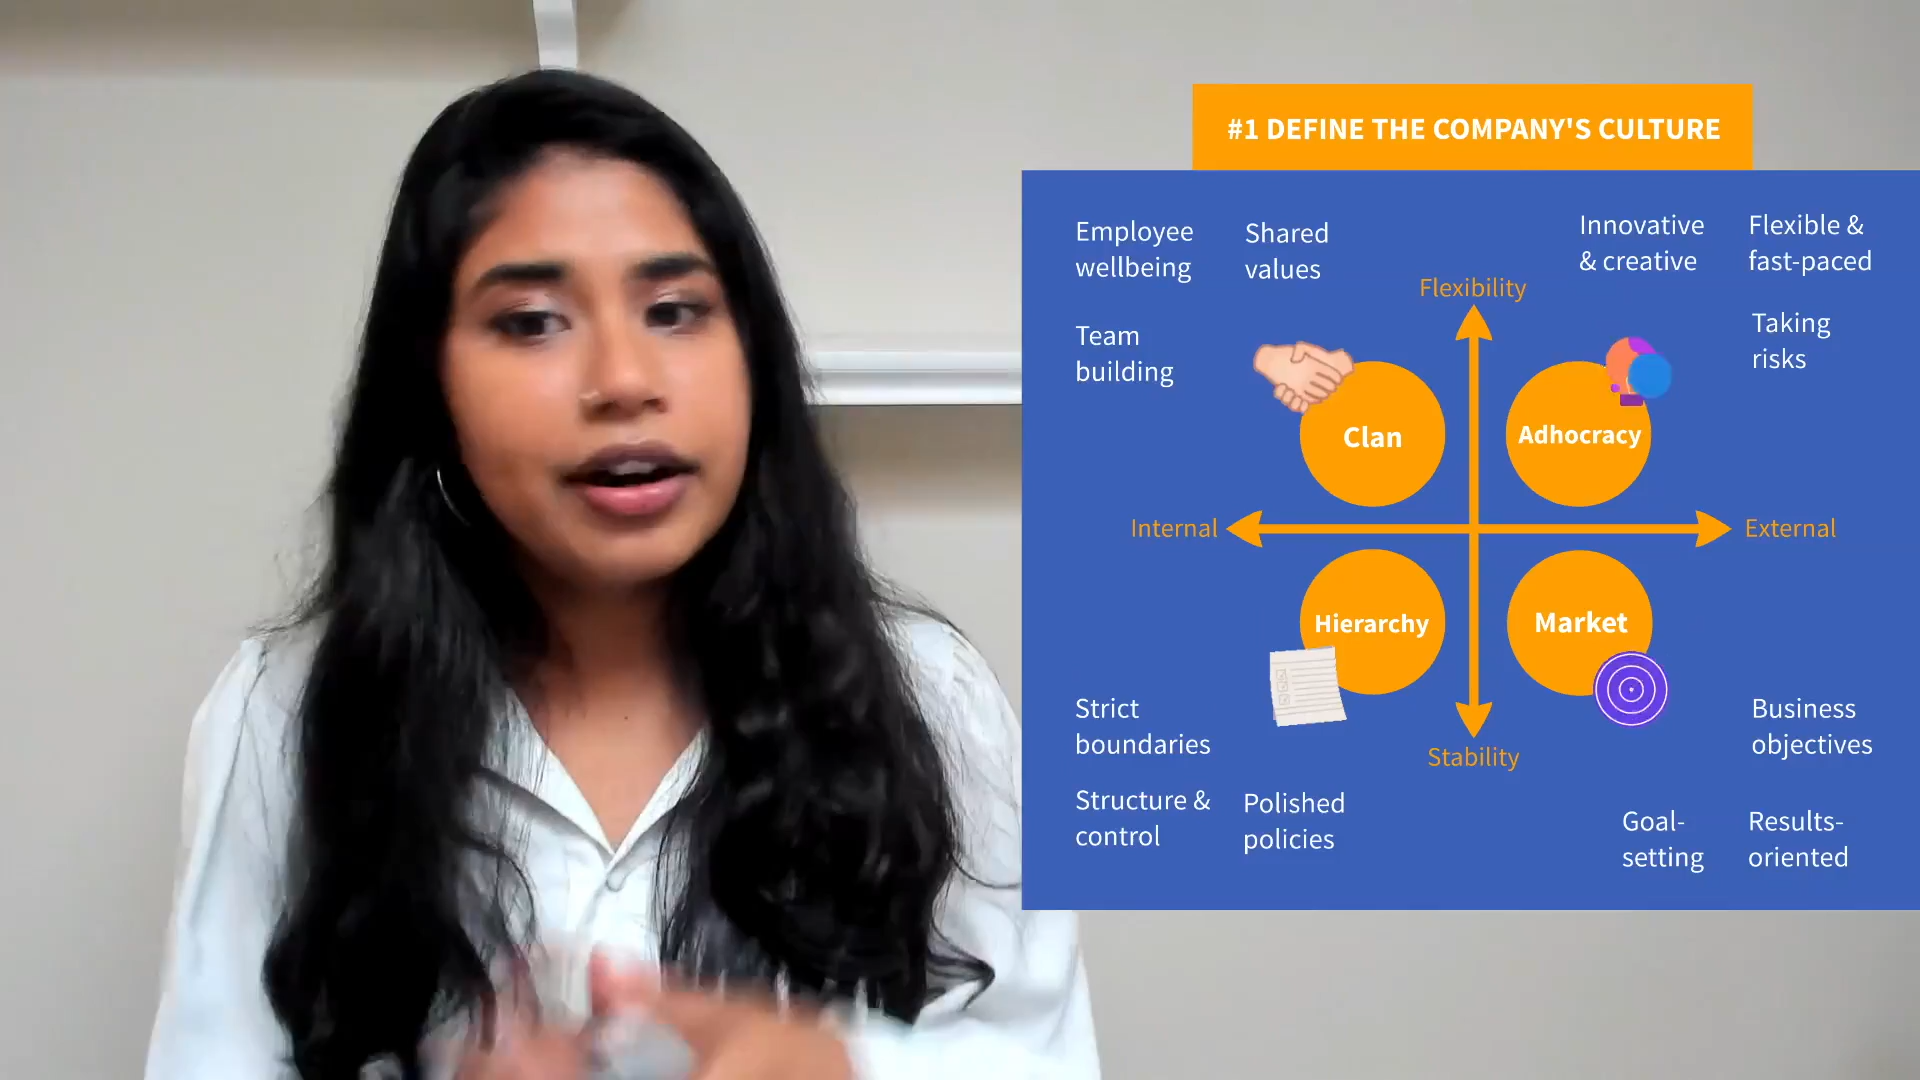 #1 DEFINE THE COMPANY'S CULTURE
Employee
wellbeing
Shared
values
Team
building
Innovative
& creative
Flexible &
fast-paced
Taking
risks
Flexibility
Clan
Adhocracy
Internal
External
Hierarchy
Market
Stability
Strict
boundaries
Structure &
control
Polished
policies
Business
objectives
Goal-
setting
Results-
oriented